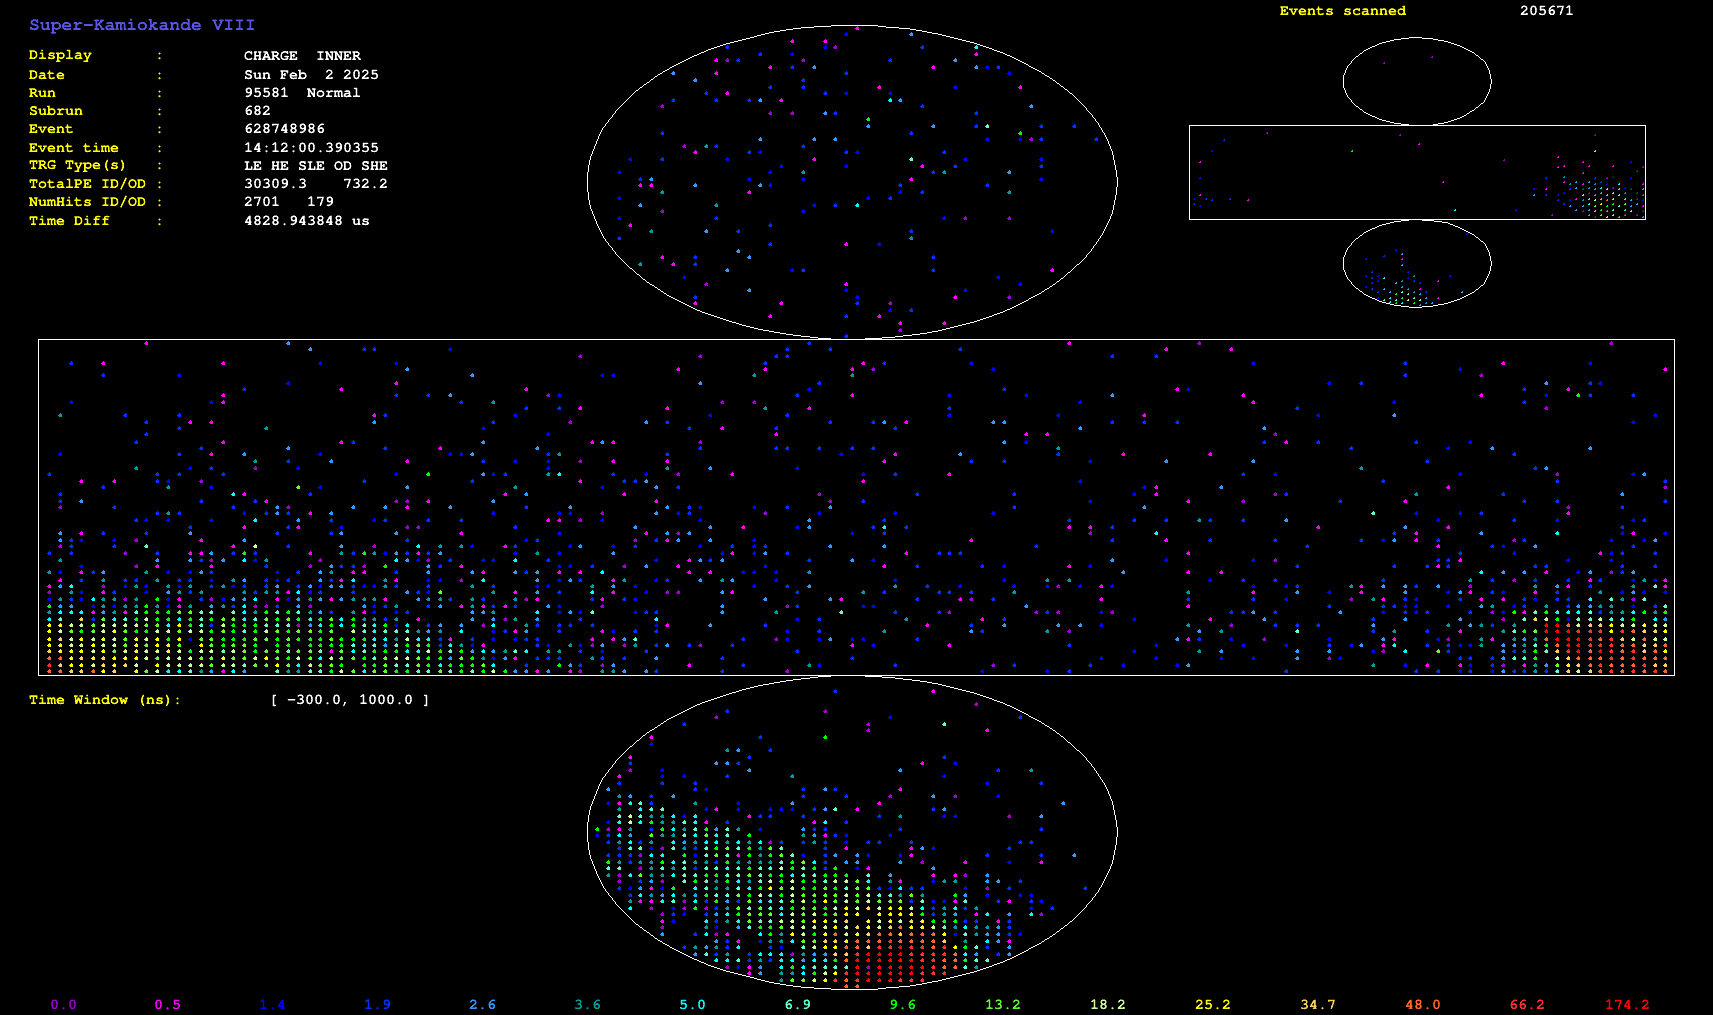 Super-Kamiokande VIII
Events scanned 205671
Display : CHARGE INNER
Date : Sun Feb 2 2025
Run : 95581 Normal
Subrun : 682
Event : 628748986
Event time : 14:12:00.390355
TRG Type(s) : LE HE SLE OD SHE
TotalPE ID/OD : 30309.3 732.2
NumHits ID/OD : 2701 179
Time Diff : 4828.943848 us
Time Window (ns): [ -300.0, 1000.0 ]
0.0 0.5 1.4 1.9 2.6 3.6 5.0 6.9 9.6 13.2 18.2 25.2 34.7 48.0 66.2 174.2